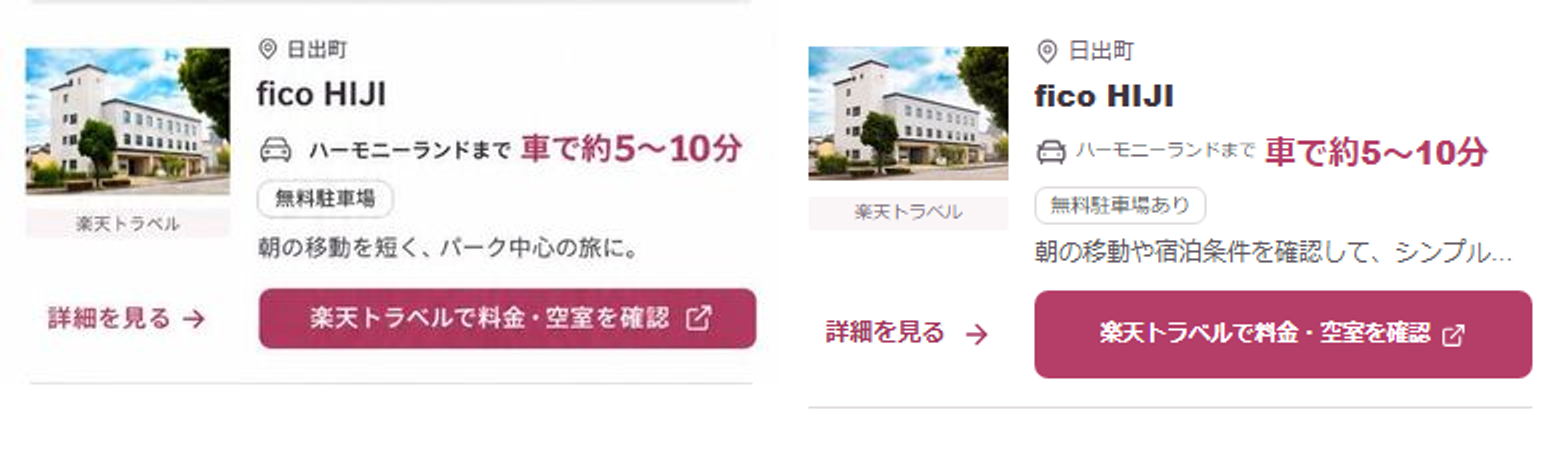 日出町
fico HIJI
ハーモニーランドまで 車で約5〜10分
無料駐車場
楽天トラベル
朝の移動を短く、パーク中心の旅に。
詳細を見る →
楽天トラベルで料金・空室を確認
日出町
fico HIJI
ハーモニーランドまで 車で約5〜10分
無料駐車場あり
楽天トラベル
朝の移動や宿泊条件を確認して、シンプル...
詳細を見る →
楽天トラベルで料金・空室を確認